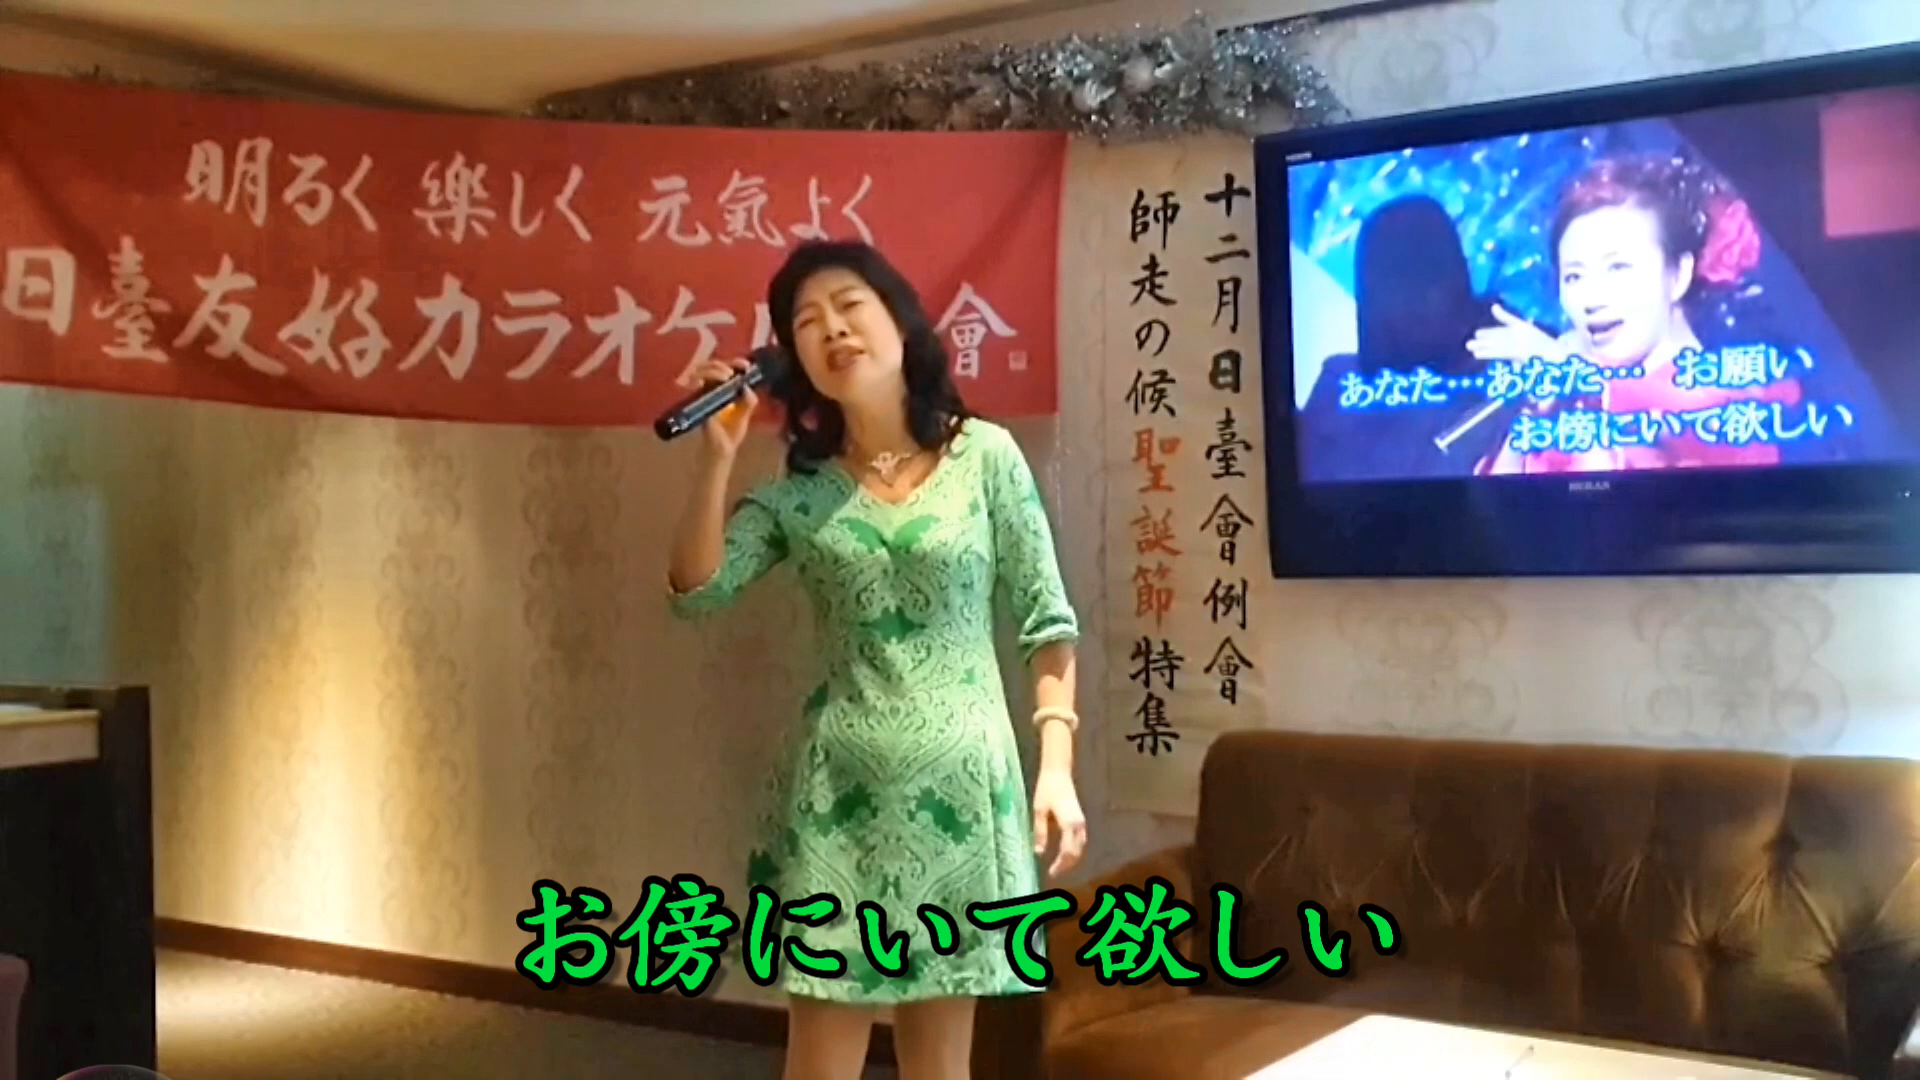 明るく 楽しく 元氣よく
日臺友好カラオケ
會
十二月日臺會例會
師走の候聖誕節特集
あなた…あなた… お願い
お傍にいて欲しい
HERAN
お傍にいて欲しい